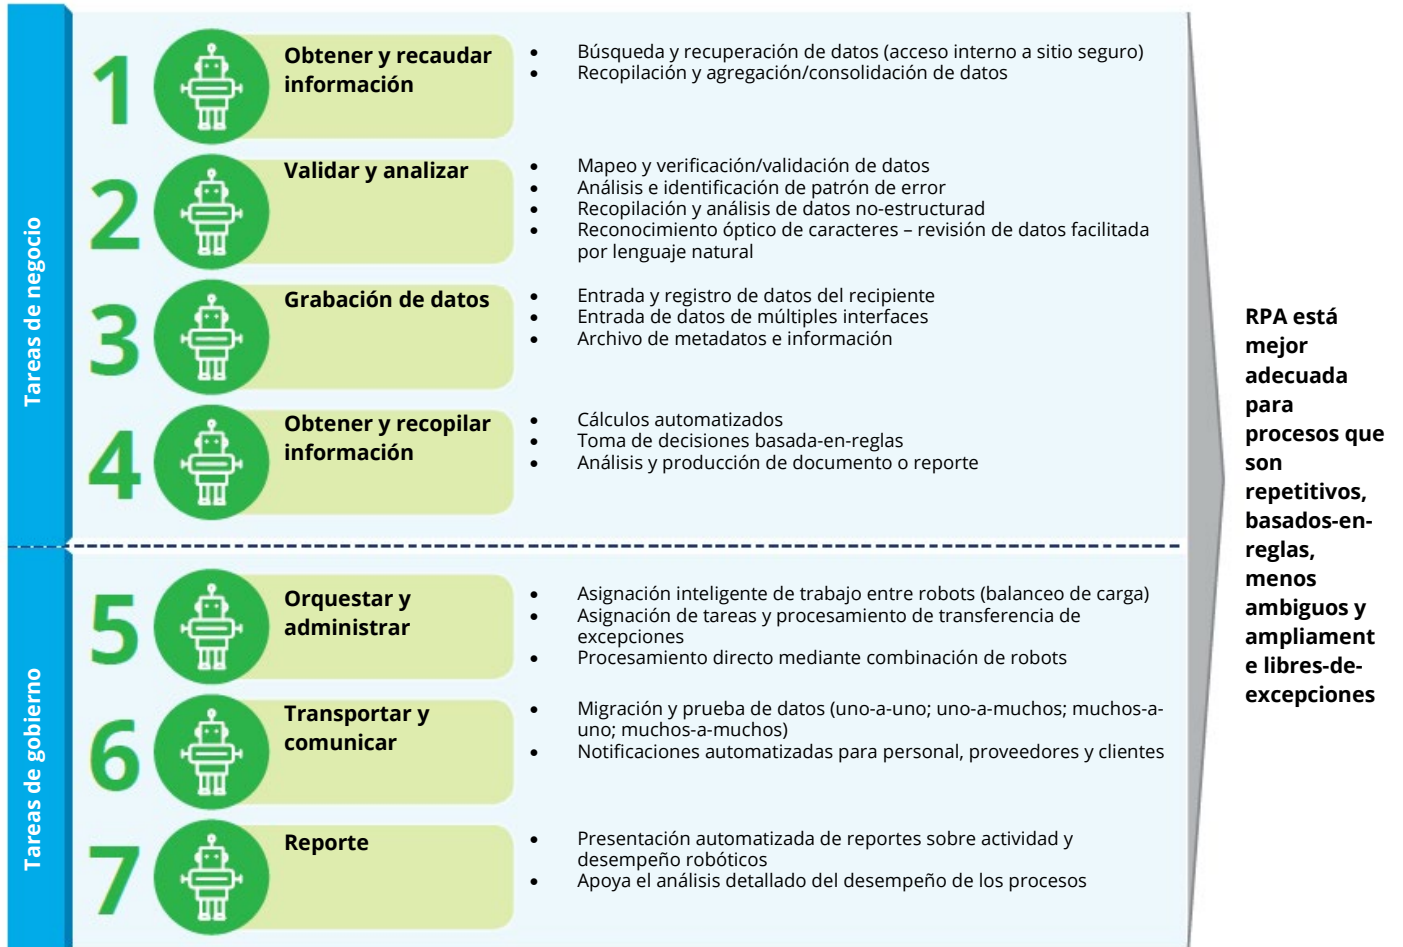 Tareas de negocio
1
Obtener y recaudar
información
• Búsqueda y recuperación de datos (acceso interno a sitio seguro)
• Recopilación y agregación/consolidación de datos
2
Validar y analizar
• Mapeo y verificación/validación de datos
• Análisis e identificación de patrón de error
• Recopilación y análisis de datos no-estructurad
• Reconocimiento óptico de caracteres – revisión de datos facilitada
por lenguaje natural
3
Grabación de datos
• Entrada y registro de datos del recipiente
• Entrada de datos de múltiples interfaces
• Archivo de metadatos e información
4
Obtener y recopilar
información
• Cálculos automatizados
• Toma de decisiones basada-en-reglas
• Análisis y producción de documento o reporte
Tareas de gobierno
5
Orquestar y
administrar
• Asignación inteligente de trabajo entre robots (balanceo de carga)
• Asignación de tareas y procesamiento de transferencia de
excepciones
• Procesamiento directo mediante combinación de robots
6
Transportar y
comunicar
• Migración y prueba de datos (uno-a-uno; uno-a-muchos; muchos-a-
uno; muchos-a-muchos)
• Notificaciones automatizadas para personal, proveedores y clientes
7
Reporte
• Presentación automatizada de reportes sobre actividad y
desempeño robóticos
• Apoya el análisis detallado del desempeño de los procesos
RPA está
mejor
adecuada
para
procesos que
son
repetitivos,
basados-en-
reglas,
menos
ambiguos y
ampliament
e libres-de-
excepciones